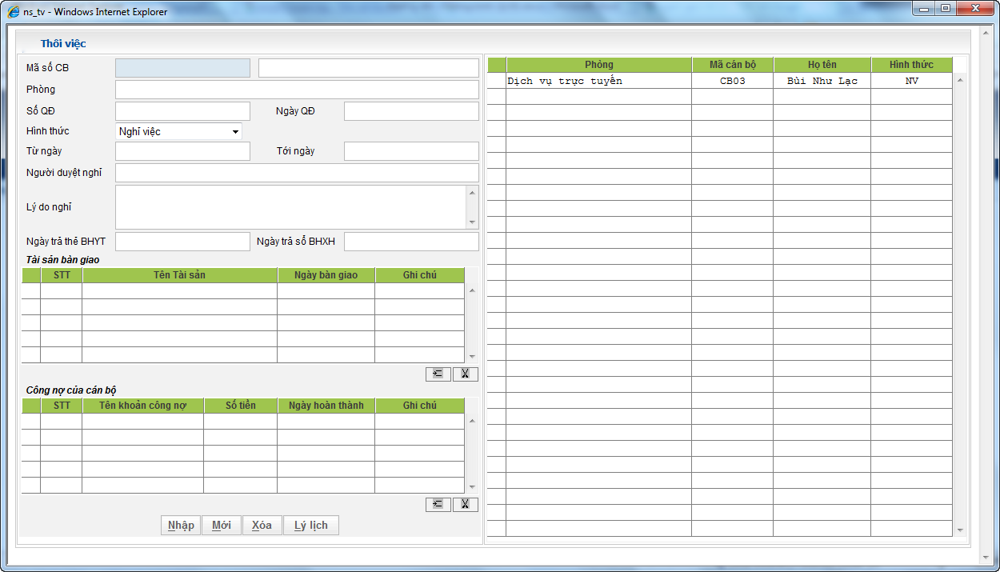 ns_tv - Windows Internet Explorer
Thôi việc
Mã số CB
Phòng
Số QĐ Ngày QĐ
Hình thức Nghỉ việc
Từ ngày Tới ngày
Người duyệt nghỉ
Lý do nghỉ
Ngày trả thẻ BHYT Ngày trả sổ BHXH
Tài sản bàn giao
STT Tên Tài sản Ngày bàn giao Ghi chú
Công nợ của cán bộ
STT Tên khoản công nợ Số tiền Ngày hoàn thành Ghi chú
Nhập Mới Xóa Lý lịch
Phòng Mã cán bộ Họ tên Hình thức
Dịch vụ trực tuyến CB03 Bùi Như Lạc NV